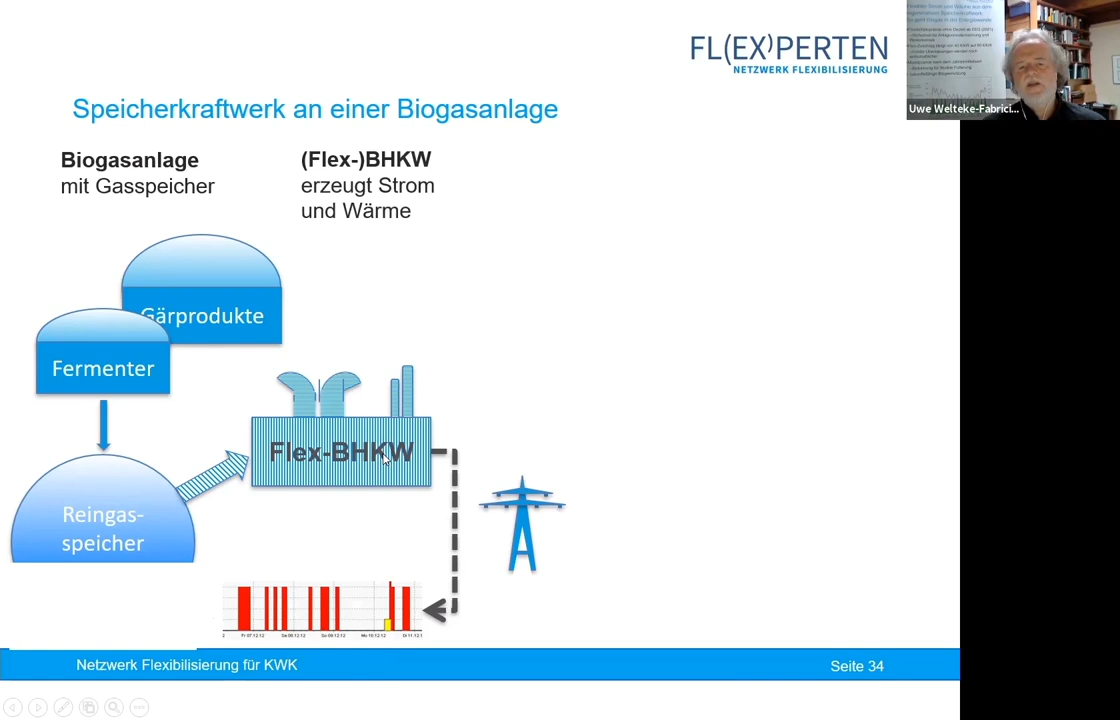 FL(EX)PERTEN
NETZWERK FLEXIBILISIERUNG
Uwe Welteke-Fabrici...
Speicherkraftwerk an einer Biogasanlage
Biogasanlage
mit Gasspeicher
(Flex-)BHKW
erzeugt Strom
und Wärme
Gärprodukte
Fermenter
Flex-BHKW
Reingas-
speicher
Netzwerk Flexibilisierung für KWK
Seite 34